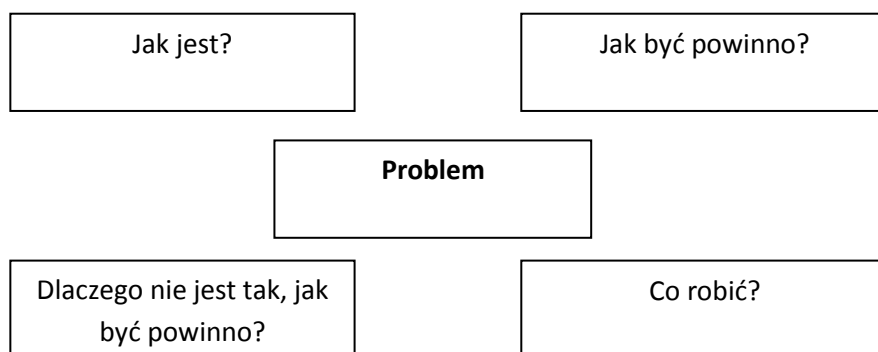 Jak jest?
Jak być powinno?
Problem
Dlaczego nie jest tak, jak
być powinno?
Co robić?